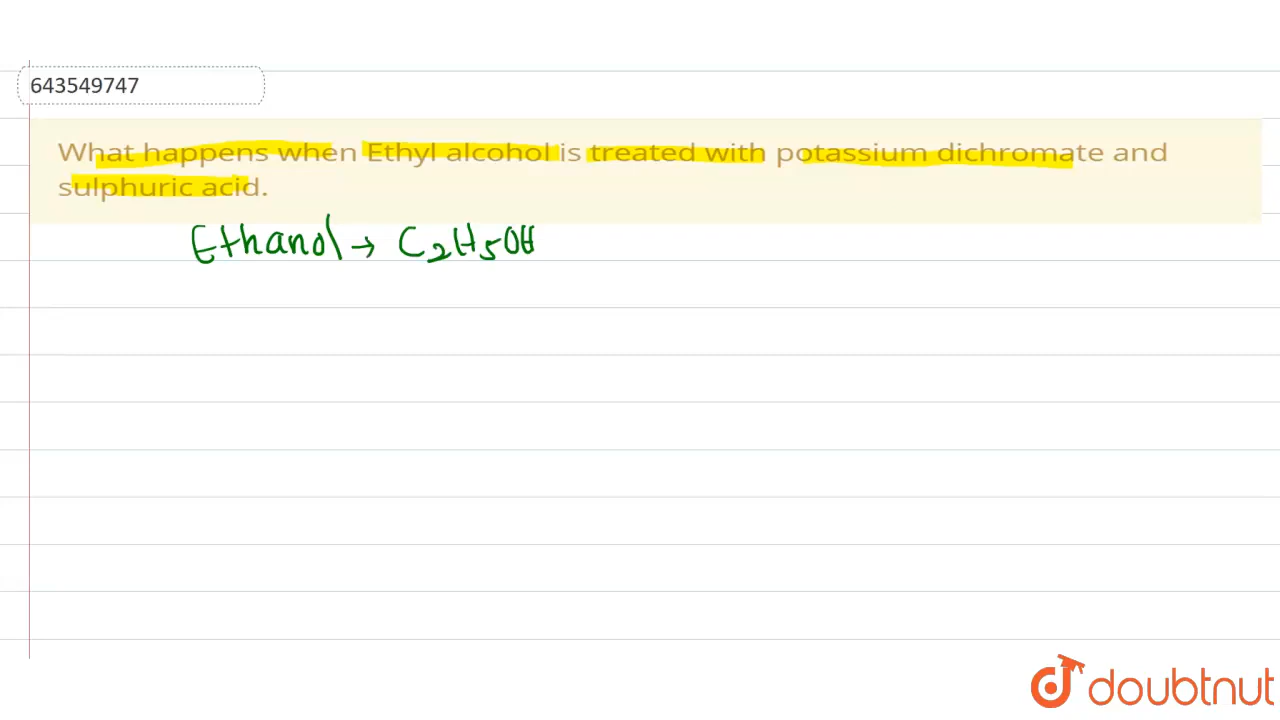 643549747
What happens when Ethyl alcohol is treated with potassium dichromate and
sulphuric acid.
Ethanol → C₂H₅OH
doubtnut